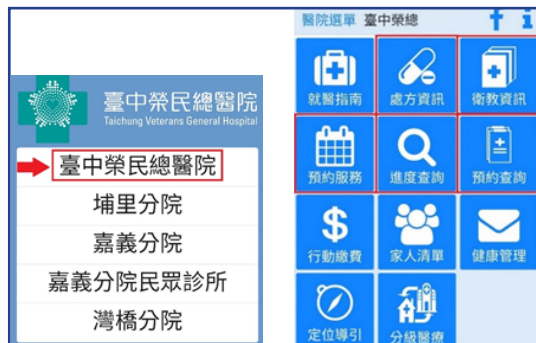 臺中榮民總醫院
Taichung Veterans General Hospital
臺中榮民總醫院
埔里分院
嘉義分院
嘉義分院民眾診所
灣橋分院
醫院選單 臺中榮總
就醫指南 處方資訊 衛教資訊
預約服務 進度查詢 預約查詢
行動繳費 家人清單 健康管理
定位導引 分級醫療